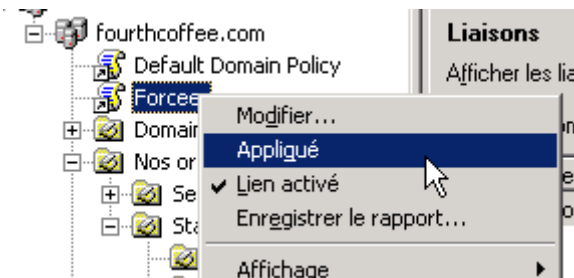 fourthcoffee.com
Liaisons
Default Domain Policy
Afficher les lia
Forcee
Modifier...
Domain
Appliqué
Nos or
Lien activé
Se
Enregistrer le rapport...
Sta
Affichage